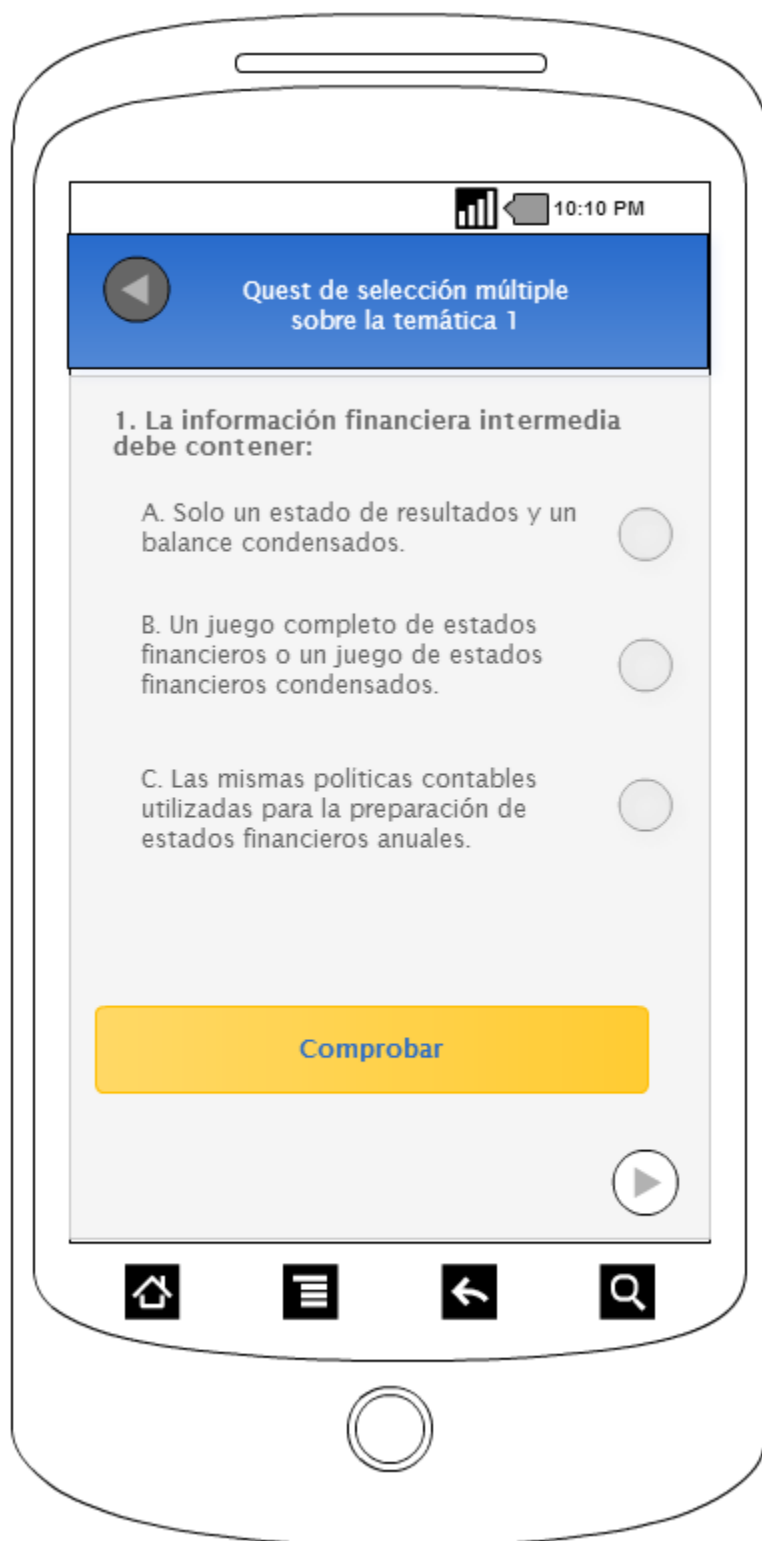 10:10 PM
Quest de selección múltiple
sobre la temática 1
1. La información financiera intermedia
debe contener:
A. Solo un estado de resultados y un
balance condensados.
B. Un juego completo de estados
financieros o un juego de estados
financieros condensados.
C. Las mismas políticas contables
utilizadas para la preparación de
estados financieros anuales.
Comprobar